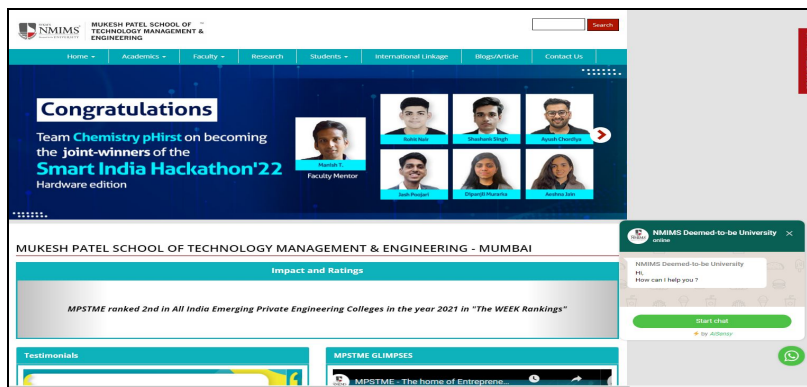 NMIMS
MUKESH PATEL SCHOOL OF
TECHNOLOGY MANAGEMENT &
ENGINEERING
Search
Home Academics Faculty Research Students International Linkage Blogs/Article Contact Us
Congratulations
Team Chemistry pHirst on becoming
the joint-winners of the
Smart India Hackathon'22
Hardware edition
Manish T.
Faculty Mentor
Shashank Singh
Ayush Chordiya
Josh Poojari
Aeshna Jain
MUKESH PATEL SCHOOL OF TECHNOLOGY MANAGEMENT & ENGINEERING - MUMBAI
Impact and Ratings
MPSTME ranked 2nd in All India Emerging Private Engineering Colleges in the year 2021 in "The WEEK Rankings"
Testimonials
MPSTME GLIMPSES
MPSTME - The home of Entreprene...
NMIMS Deemed-to-be University
online
NMIMS Deemed-to-be University
Hi,
How can I help you ?
Start chat
by AiSensy